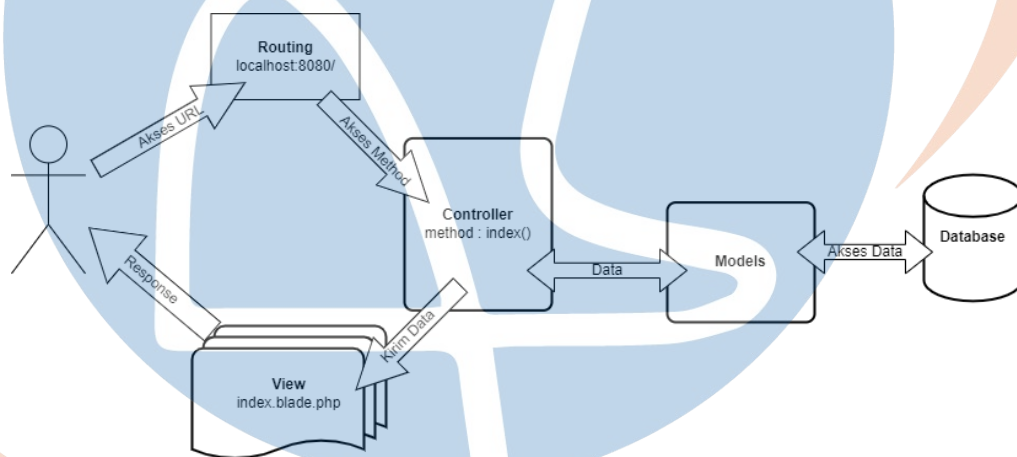 Routing
localhost:8080/
Akses URL
Akses Method
Controller
method : index()
Data
Models
Akses Data
Database
Kirim Data
Response
View
index.blade.php